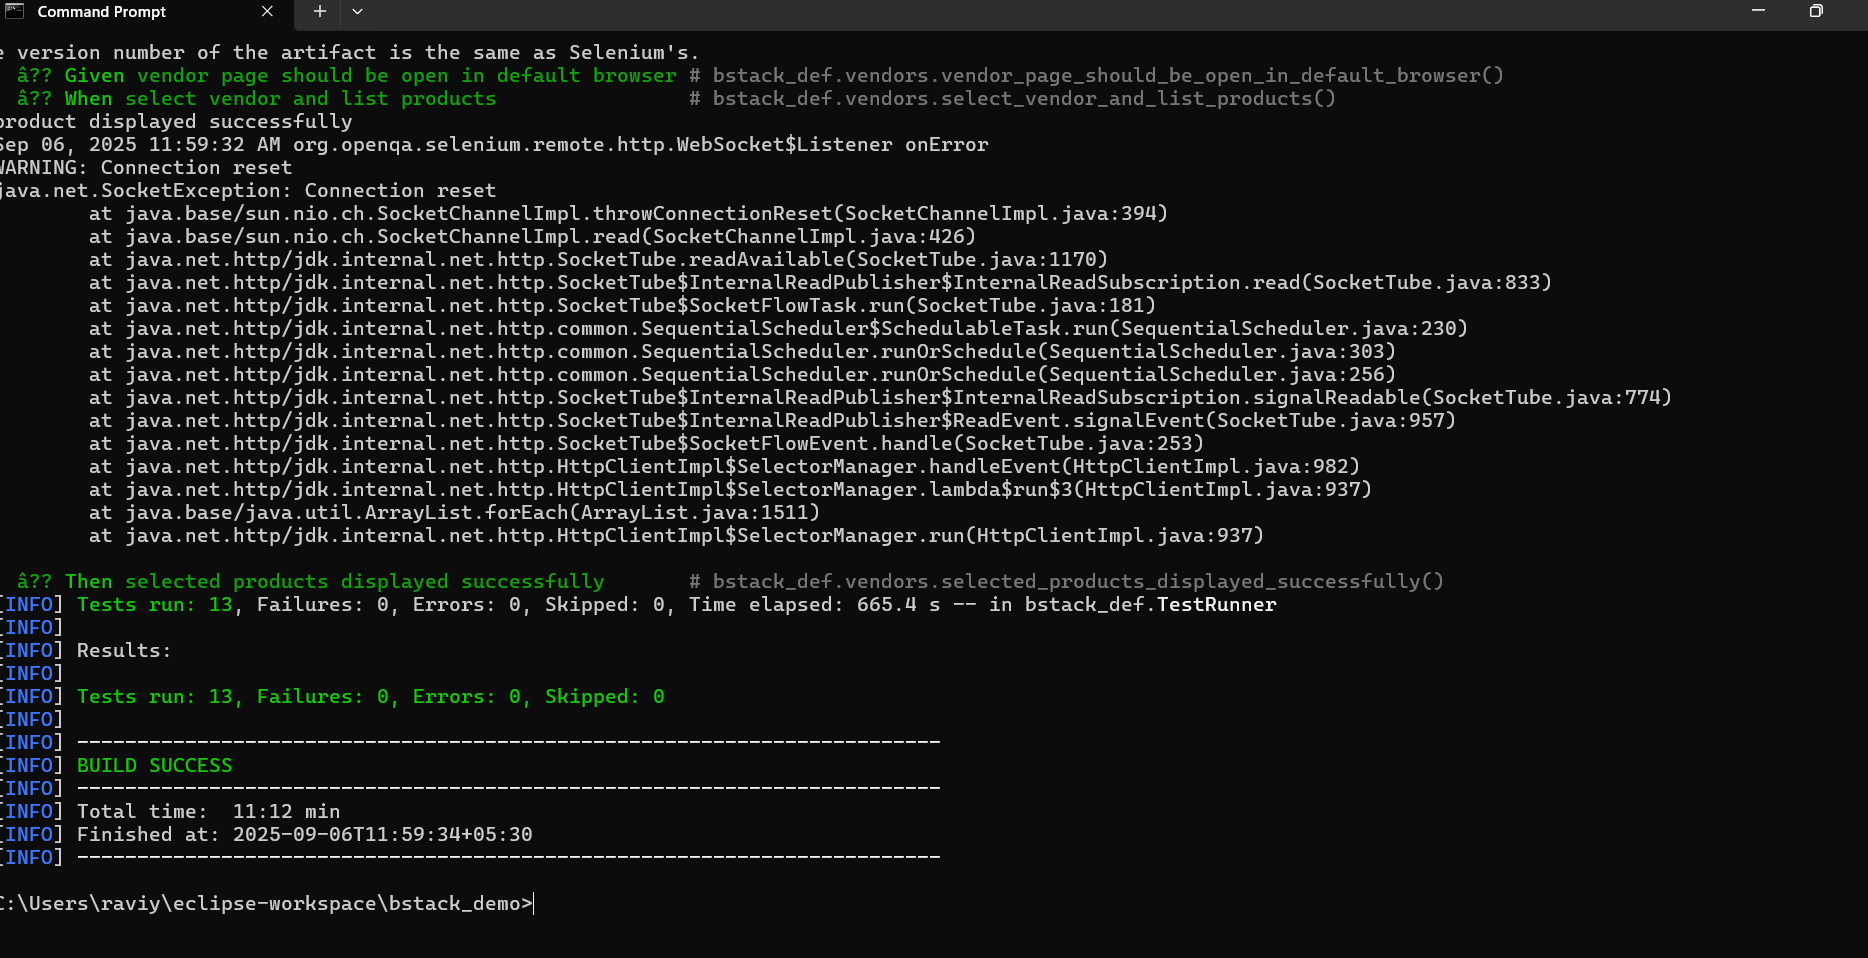 Command Prompt
e version number of the artifact is the same as Selenium's.
â?? Given vendor page should be open in default browser # bstack_def.vendors.vendor_page_should_be_open_in_default_browser()
â?? When select vendor and list products # bstack_def.vendors.select_vendor_and_list_products()
product displayed successfully
Sep 06, 2025 11:59:32 AM org.openqa.selenium.remote.http.WebSocket$Listener onError
WARNING: Connection reset
java.net.SocketException: Connection reset
at java.base/sun.nio.ch.SocketChannelImpl.throwConnectionReset(SocketChannelImpl.java:394)
at java.base/sun.nio.ch.SocketChannelImpl.read(SocketChannelImpl.java:426)
at java.net.http/jdk.internal.net.http.SocketTube.readAvailable(SocketTube.java:1170)
at java.net.http/jdk.internal.net.http.SocketTube$InternalReadPublisher$InternalReadSubscription.read(SocketTube.java:833)
at java.net.http/jdk.internal.net.http.SocketTube$SocketFlowTask.run(SocketTube.java:181)
at java.net.http/jdk.internal.net.http.common.SequentialScheduler$SchedulableTask.run(SequentialScheduler.java:230)
at java.net.http/jdk.internal.net.http.common.SequentialScheduler.runOrSchedule(SequentialScheduler.java:303)
at java.net.http/jdk.internal.net.http.common.SequentialScheduler.runOrSchedule(SequentialScheduler.java:256)
at java.net.http/jdk.internal.net.http.SocketTube$InternalReadPublisher$InternalReadSubscription.signalReadable(SocketTube.java:774)
at java.net.http/jdk.internal.net.http.SocketTube$InternalReadPublisher$ReadEvent.signalEvent(SocketTube.java:957)
at java.net.http/jdk.internal.net.http.SocketTube$SocketFlowEvent.handle(SocketTube.java:253)
at java.net.http/jdk.internal.net.http.HttpClientImpl$SelectorManager.handleEvent(HttpClientImpl.java:982)
at java.net.http/jdk.internal.net.http.HttpClientImpl$SelectorManager.lambda$run$3(HttpClientImpl.java:937)
at java.base/java.util.ArrayList.forEach(ArrayList.java:1511)
at java.net.http/jdk.internal.net.http.HttpClientImpl$SelectorManager.run(HttpClientImpl.java:937)
â?? Then selected products displayed successfully # bstack_def.vendors.selected_products_displayed_successfully()
[INFO] Tests run: 13, Failures: 0, Errors: 0, Skipped: 0, Time elapsed: 665.4 s -- in bstack_def.TestRunner
[INFO]
[INFO] Results:
[INFO]
[INFO] Tests run: 13, Failures: 0, Errors: 0, Skipped: 0
[INFO]
[INFO] ------------------------------------------------------------------------
[INFO] BUILD SUCCESS
[INFO] ------------------------------------------------------------------------
[INFO] Total time:  11:12 min
[INFO] Finished at: 2025-09-06T11:59:34+05:30
[INFO] ------------------------------------------------------------------------
C:\Users\raviy\eclipse-workspace\bstack_demo>